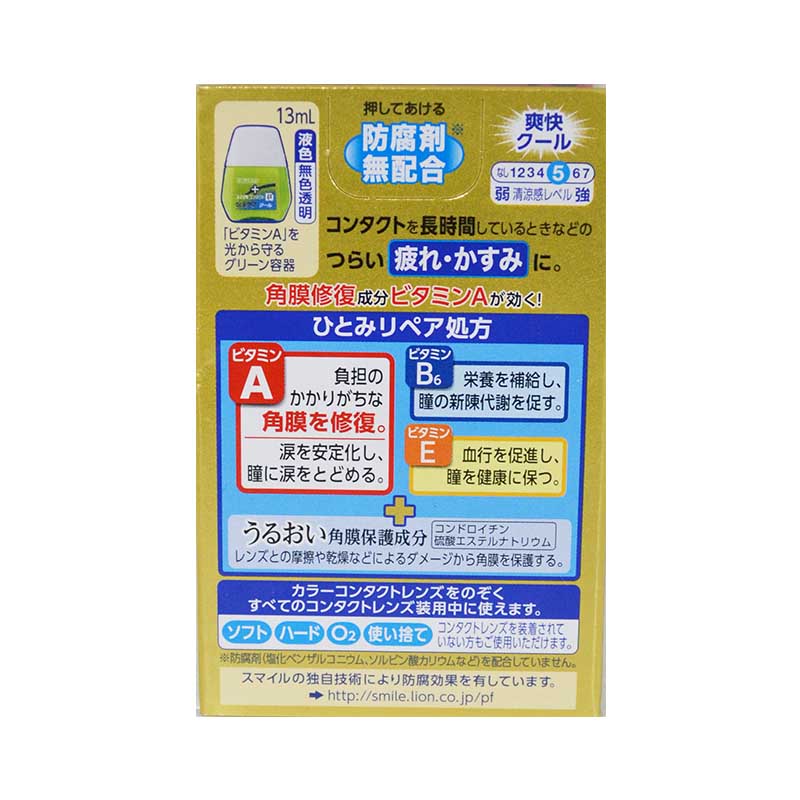 押してあける
13mL
液色 無色透明
防腐剤※
無配合
爽快
クール
なし 1 2 3 4 5 6 7
弱 清涼感レベル 強
「ビタミンA」を
光から守る
グリーン容器
コンタクトを長時間しているときなどの
つらい 疲れ・かすみ に。
角膜修復成分ビタミンAが効く!
ひとみリペア処方
ビタミン
A
負担の
かかりがちな
角膜を修復。
涙を安定化し、
瞳に涙をとどめる。
ビタミン
B6
栄養を補給し、
瞳の新陳代謝を促す。
ビタミン
E
血行を促進し、
瞳を健康に保つ。
+
うるおい角膜保護成分
コンドロイチン
硫酸エステルナトリウム
レンズとの摩擦や乾燥などによるダメージから角膜を保護する。
カラーコンタクトレンズをのぞく
すべてのコンタクトレンズ装用中に使えます。
ソフト ハード O2 使い捨て
コンタクトレンズを装着されて
いない方もご使用いただけます。
※防腐剤(塩化ベンザルコニウム、ソルビン酸カリウムなど)を配合していません。
スマイルの独自技術により防腐効果を有しています。
➡http://smile.lion.co.jp/pf